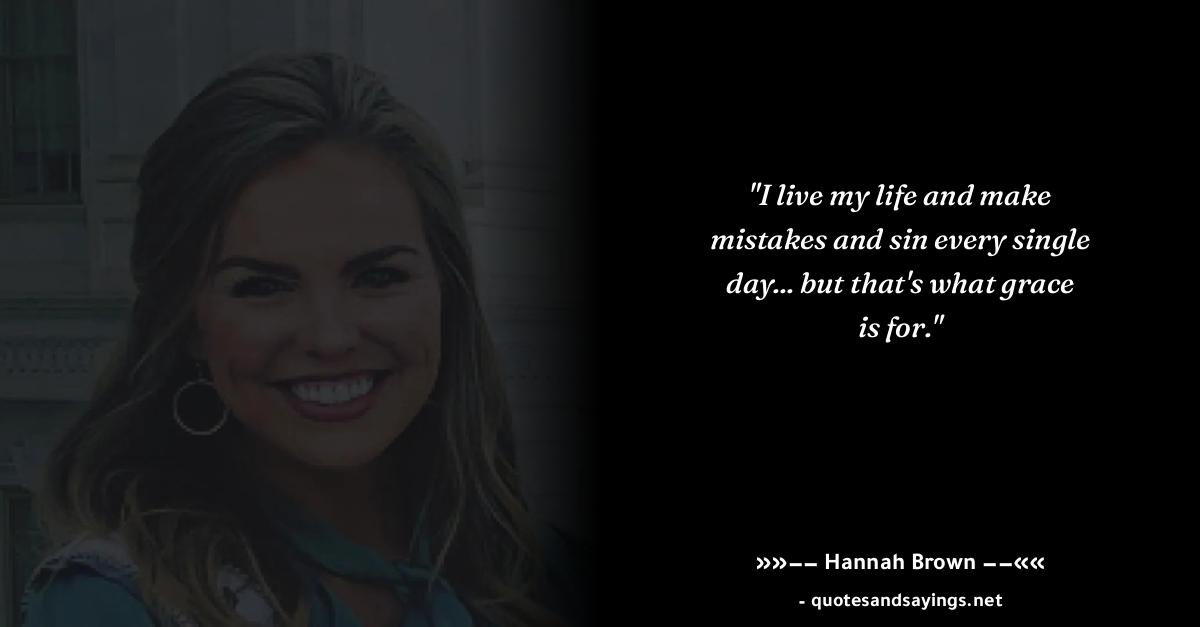 "I live my life and make
mistakes and sin every single
day... but that's what grace
is for."
»»–– Hannah Brown ––««
- quotesandsayings.net